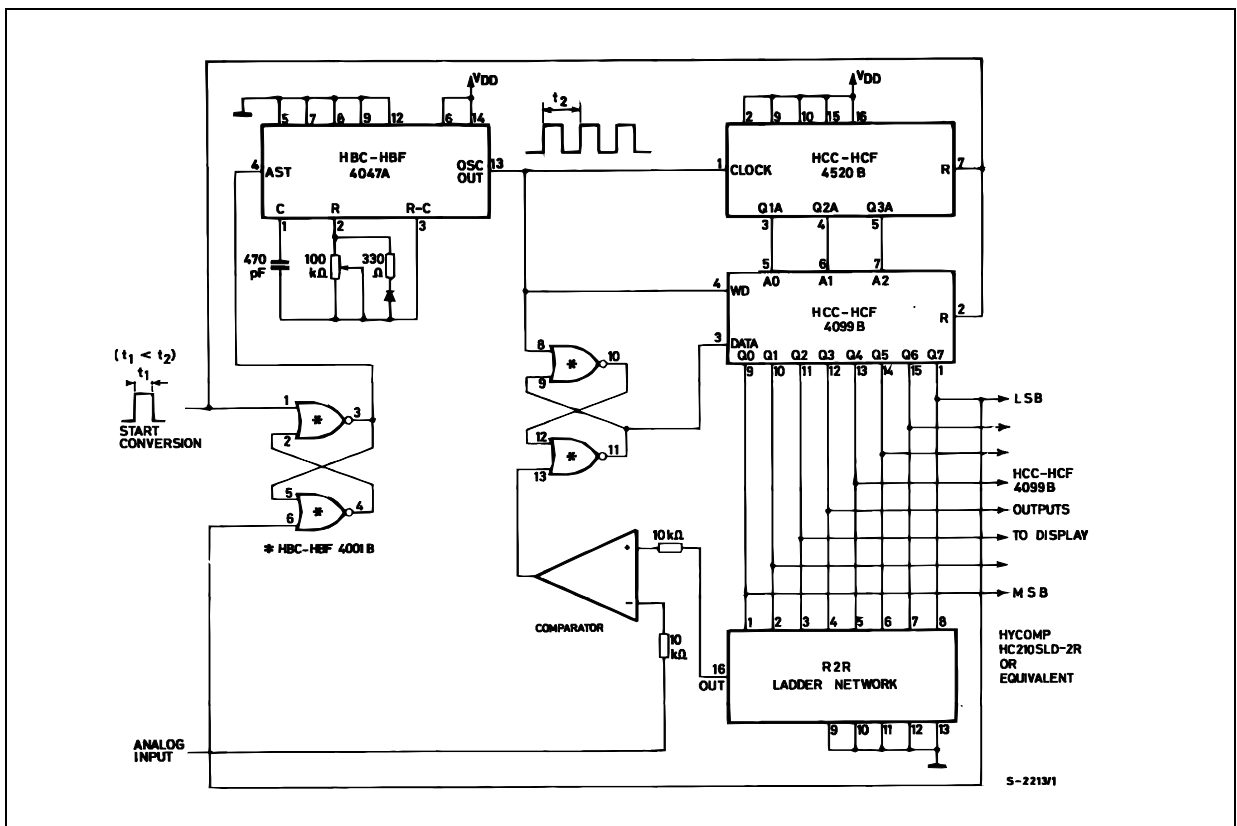 VDD
5 7 8 9 12 6 14
HBC-HBF
4047A
4 AST
OSC
OUT 13
C R R-C
1 2 3
470
pF
100
kΩ
330
Ω
t2
VDD
2 9 10 15 16
1 CLOCK
HCC-HCF
4520 B
R 7
Q1A Q2A Q3A
3 4 5
5 6 7
A0 A1 A2
4 WD
HCC-HCF
4099 B
R 2
3 DATA
Q0 Q1 Q2 Q3 Q4 Q5 Q6 Q7
9 10 11 12 13 14 15 1
(t1 < t2)
t1
START
CONVERSION
1
2
* 3
5
6
* 4
* HBC-HBF 4001 B
8
9
* 10
12
13
* 11
LSB
HCC-HCF
4099B
OUTPUTS
TO DISPLAY
MSB
+ 10kΩ
-
COMPARATOR
10
kΩ
1 2 3 4 5 6 7 8
16
OUT
R2R
LADDER NETWORK
9 10 11 12 13
HYCOMP
HC210SLD-2R
OR
EQUIVALENT
ANALOG
INPUT
S-2213/1